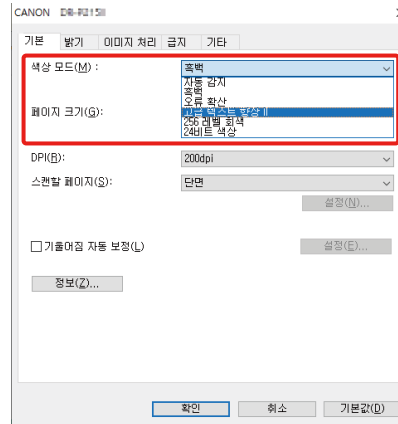 CANON
기본 밝기 이미지 처리 급지 기타
색상 모드(M) : 흑백
자동 감지
흑백
오류 확산
고급 텍스트 향상 II
256 레벨 회색
24비트 색상
페이지 크기(G):
DPI(R): 200dpi
스캔할 페이지(S): 단면
설정(N)...
기울어짐 자동 보정(L) 설정(E)...
정보(Z)...
확인 취소 기본값(D)